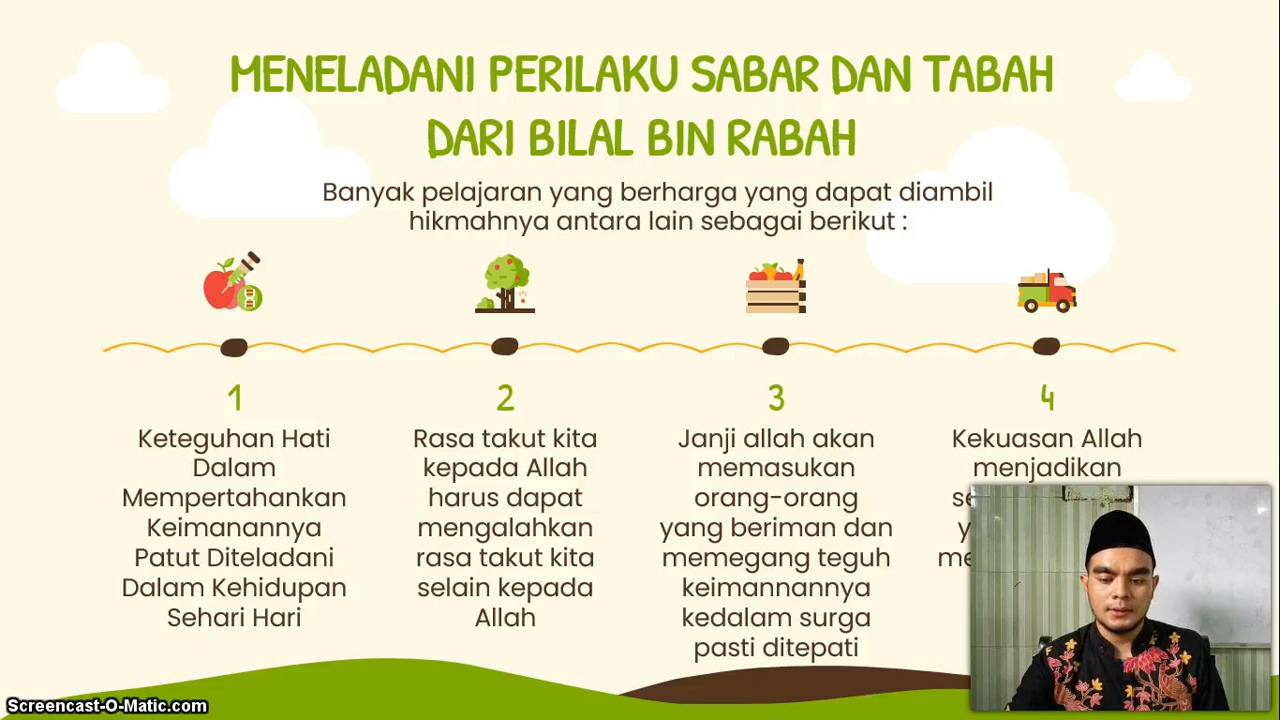 MENELADANI PERILAKU SABAR DAN TABAH
DARI BILAL BIN RABAH
Banyak pelajaran yang berharga yang dapat diambil
hikmahnya antara lain sebagai berikut :
1
Keteguhan Hati
Dalam
Mempertahankan
Keimanannya
Patut Diteladani
Dalam Kehidupan
Sehari Hari
2
Rasa takut kita
kepada Allah
harus dapat
mengalahkan
rasa takut kita
selain kepada
Allah
3
Janji allah akan
memasukan
orang-orang
yang beriman dan
memegang teguh
keimannannya
kedalam surga
pasti ditepati
4
Kekuasan Allah
menjadikan
Screencast-O-Matic.com